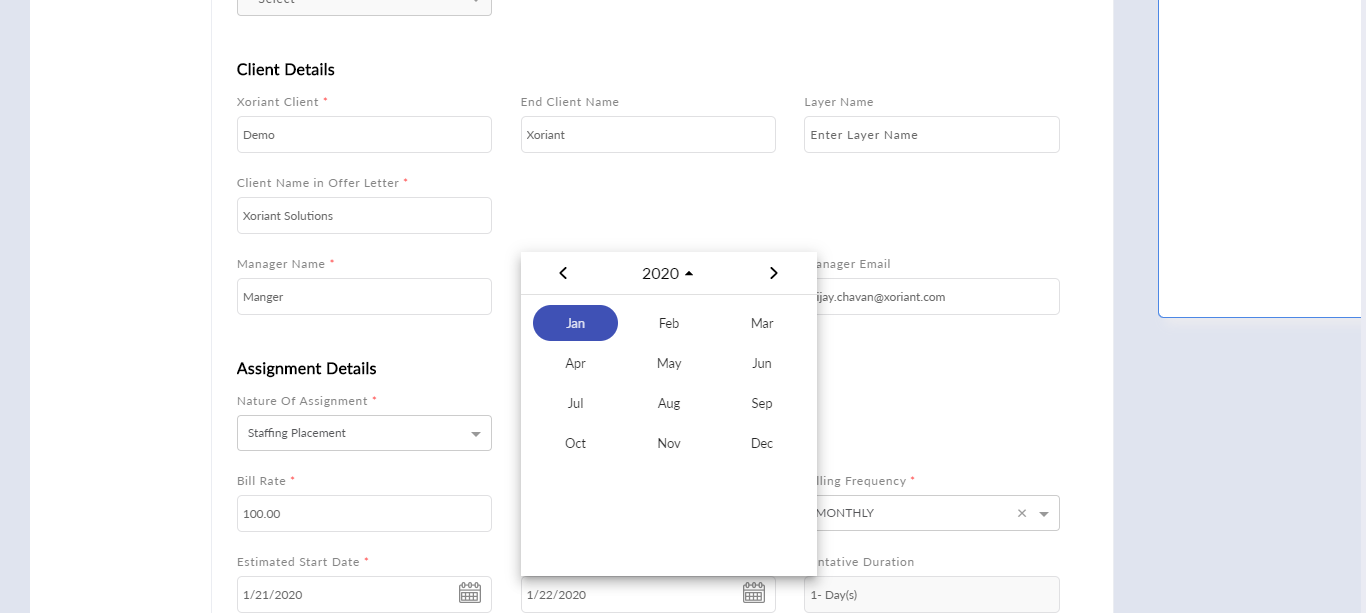 Select
Client Details
Xoriant Client * End Client Name Layer Name
Demo Xoriant Enter Layer Name
Client Name in Offer Letter *
Xoriant Solutions
Manager Name * anager Email
Manger ijay.chavan@xoriant.com
2020
Jan Feb Mar
Apr May Jun
Jul Aug Sep
Oct Nov Dec
Assignment Details
Nature Of Assignment *
Staffing Placement
Bill Rate * lling Frequency *
100.00 MONTHLY ×
Estimated Start Date * ntative Duration
1/21/2020 1/22/2020 1- Day(s)